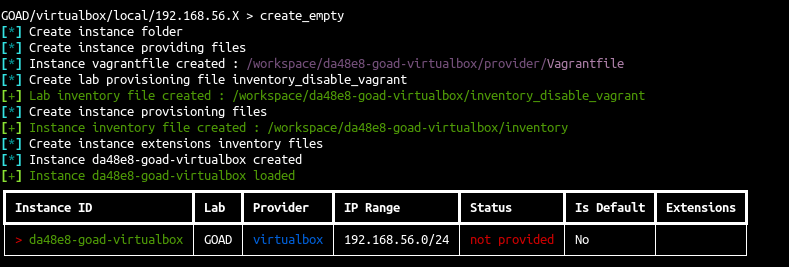 GOAD/virtualbox/local/192.168.56.X > create_empty
[*] Create instance folder
[*] Create instance providing files
[*] Instance vagrantfile created : /workspace/da48e8-goad-virtualbox/provider/Vagrantfile
[*] Create lab provisioning file inventory_disable_vagrant
[+] Lab inventory file created : /workspace/da48e8-goad-virtualbox/inventory_disable_vagrant
[*] Create instance provisioning files
[+] Instance inventory file created : /workspace/da48e8-goad-virtualbox/inventory
[*] Create instance extensions inventory files
[*] Instance da48e8-goad-virtualbox created
[+] Instance da48e8-goad-virtualbox loaded
Instance ID Lab Provider IP Range Status Is Default Extensions
> da48e8-goad-virtualbox GOAD virtualbox 192.168.56.0/24 not provided No